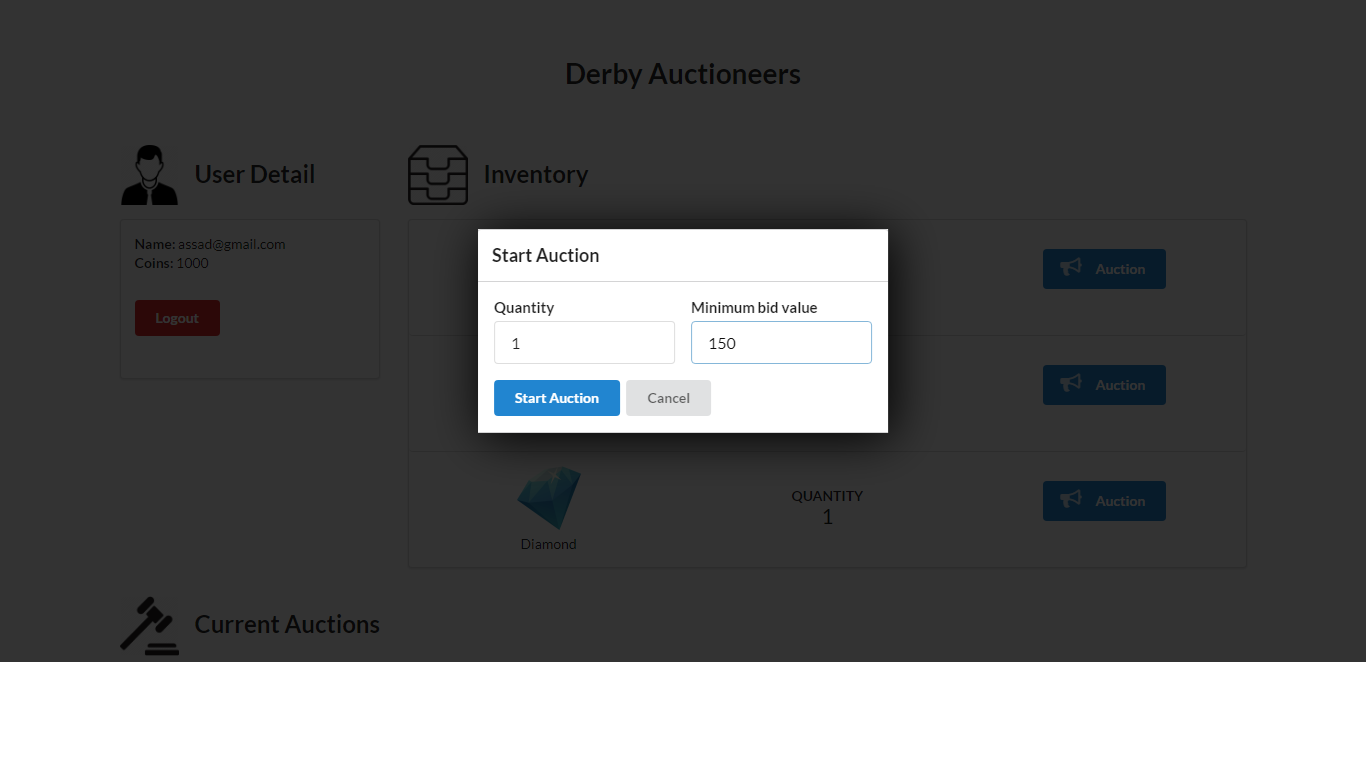 Derby Auctioneers
User Detail
Inventory
Name: assad@gmail.com
Coins: 1000
Logout
Start Auction
Quantity
Minimum bid value
1
150
Start Auction
Cancel
Auction
Auction
QUANTITY
1
Auction
Diamond
Current Auctions